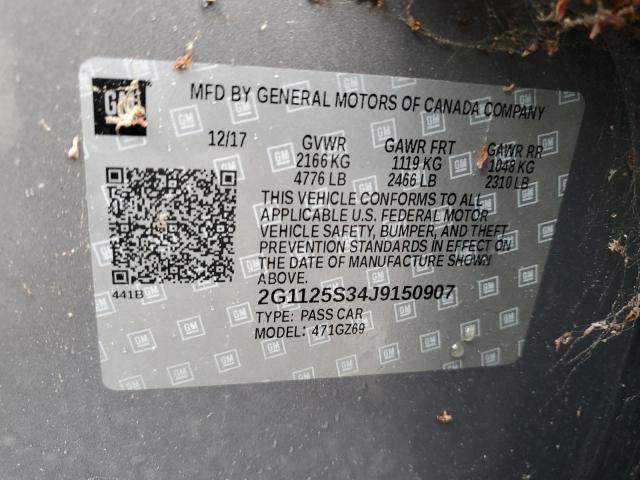 GM
MFD BY GENERAL MOTORS OF CANADA COMPANY
12/17 GVWR GAWR FRT GAWR RR
2166 KG 1119 KG 1048 KG
4776 LB 2466 LB 2310 LB
THIS VEHICLE CONFORMS TO ALL
APPLICABLE U.S. FEDERAL MOTOR
VEHICLE SAFETY, BUMPER, AND THEFT
PREVENTION STANDARDS IN EFFECT ON
THE DATE OF MANUFACTURE SHOWN
ABOVE.
441B
2G1125S34J9150907
TYPE: PASS CAR
MODEL: 471GZ69